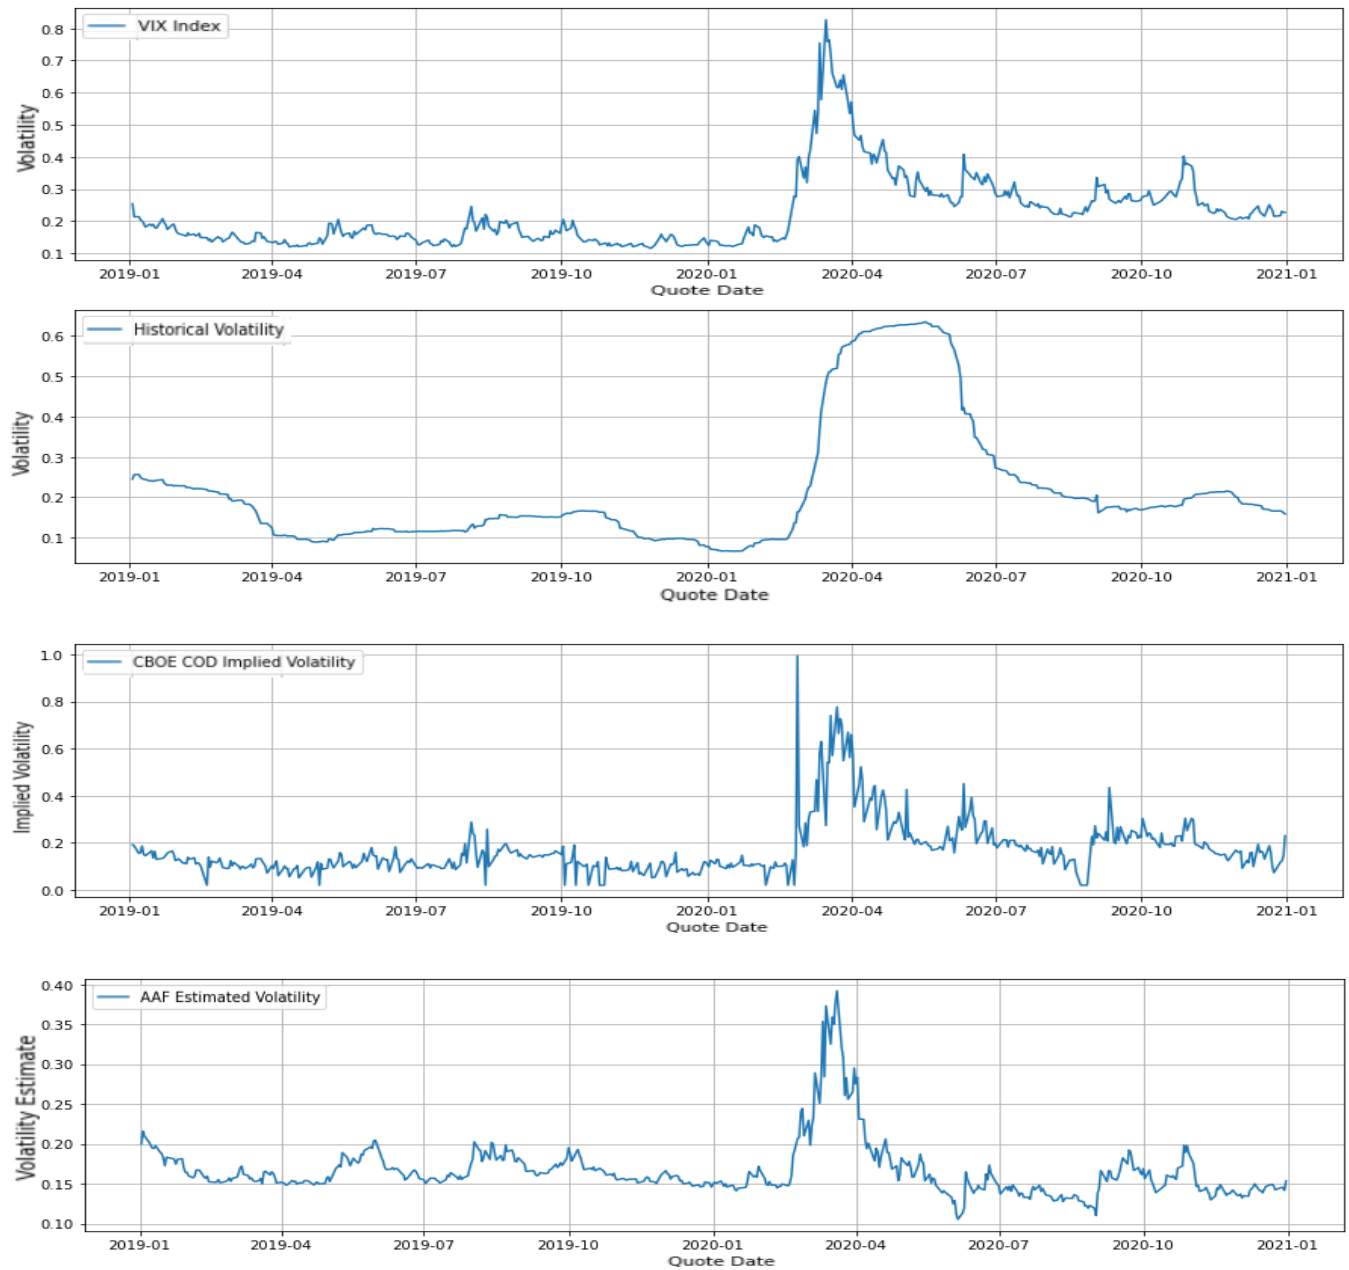 VIX Index
Volatility
0.8
0.7
0.6
0.5
0.4
0.3
0.2
0.1
2019-01 2019-04 2019-07 2019-10 2020-01 2020-04 2020-07 2020-10 2021-01
Quote Date
Historical Volatility
Volatility
0.6
0.5
0.4
0.3
0.2
0.1
2019-01 2019-04 2019-07 2019-10 2020-01 2020-04 2020-07 2020-10 2021-01
Quote Date
CBOE COD Implied Volatility
Implied Volatility
1.0
0.8
0.6
0.4
0.2
0.0
2019-01 2019-04 2019-07 2019-10 2020-01 2020-04 2020-07 2020-10 2021-01
Quote Date
AAF Estimated Volatility
Volatility Estimate
0.40
0.35
0.30
0.25
0.20
0.15
0.10
2019-01 2019-04 2019-07 2019-10 2020-01 2020-04 2020-07 2020-10 2021-01
Quote Date